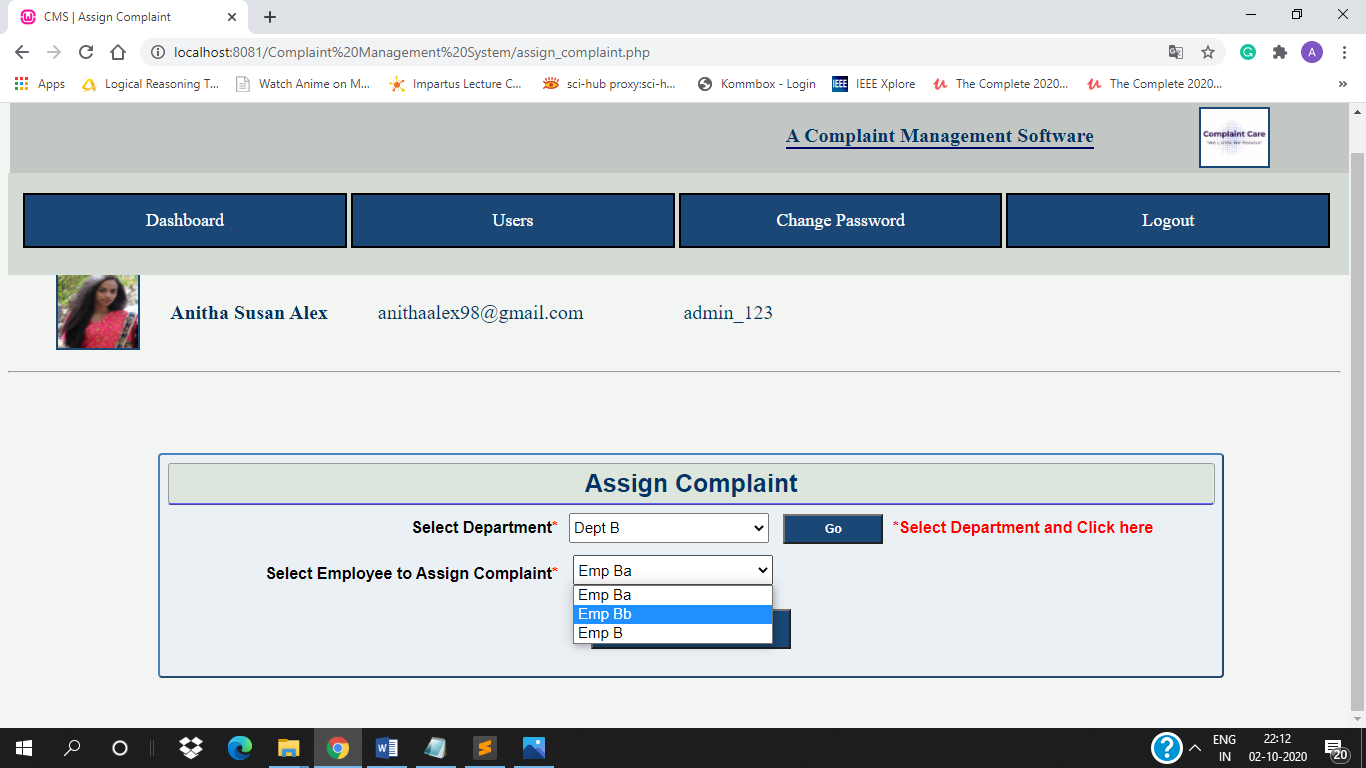 CMS | Assign Complaint
localhost:8081/Complaint%20Management%20System/assign_complaint.php
A
Apps Logical Reasoning T... Watch Anime on M... Impartus Lecture C... sci-hub proxy:sci-h... Kommbox - Login IEEE IEEE Xplore The Complete 2020... The Complete 2020... »
A Complaint Management Software
Complaint Care
Dashboard Users Change Password Logout
Anitha Susan Alex anithaalex98@gmail.com admin_123
Assign Complaint
Select Department* Dept B Go *Select Department and Click here
Select Employee to Assign Complaint* Emp Ba
Emp Ba
Emp Bb
Emp B
ENG 22:12
IN 02-10-2020 20